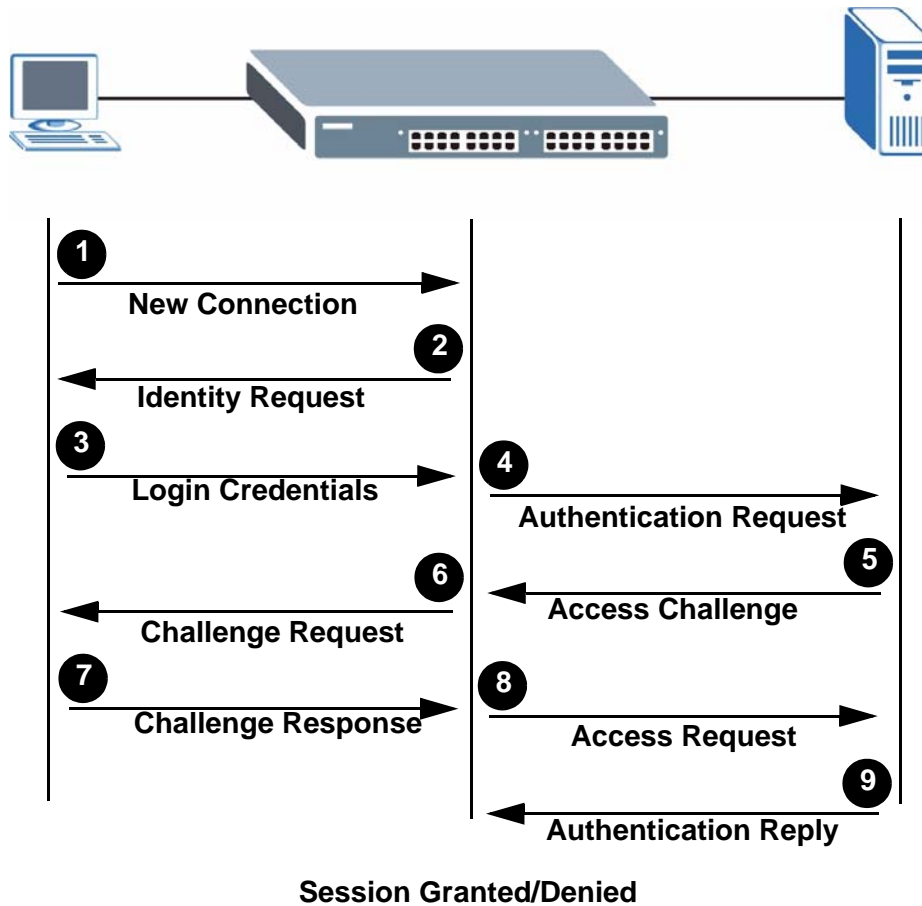 1
New Connection
2
Identity Request
3
Login Credentials
4
Authentication Request
5
Access Challenge
6
Challenge Request
7
Challenge Response
8
Access Request
9
Authentication Reply
Session Granted/Denied